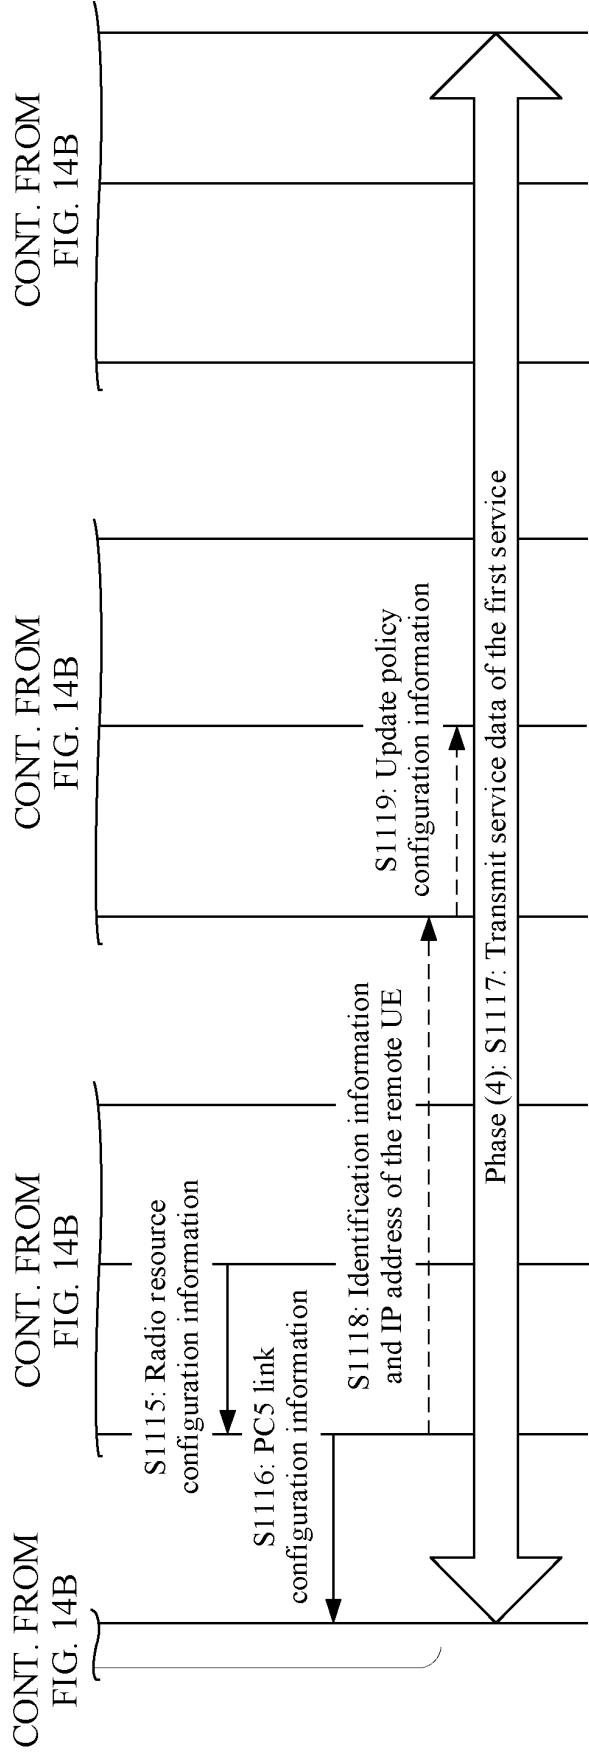 CONT. FROM
FIG. 14B
CONT. FROM
FIG. 14B
CONT. FROM
FIG. 14B
CONT. FROM
FIG. 14B
S1115: Radio resource
configuration information
S1116: PC5 link
configuration information
S1118: Identification information
and IP address of the remote UE
S1119: Update policy
configuration information
Phase (4): S1117: Transmit service data of the first service